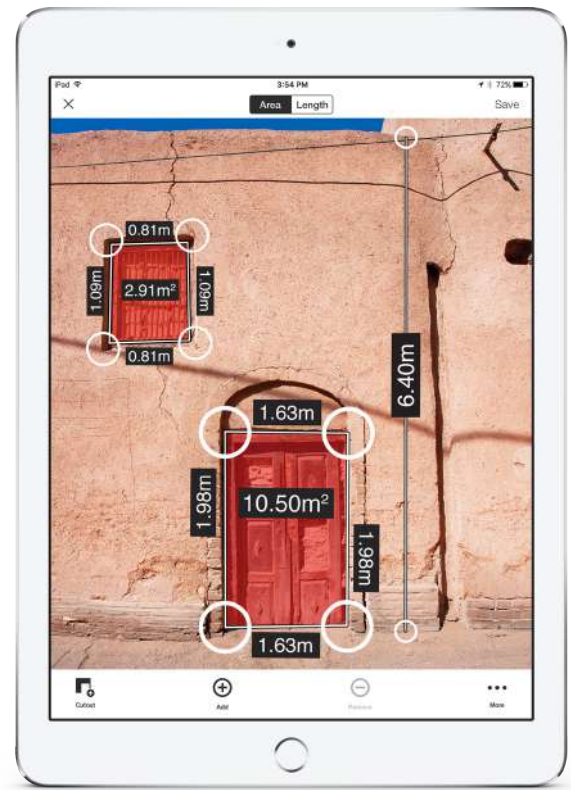 iPad 3:54 PM 72%
Area Length Save
0.81m
1.09m 2.91m² 1.09m
0.81m
6.40m
1.63m
1.98m 10.50m² 1.98m
1.63m
Cutout Add Remove More